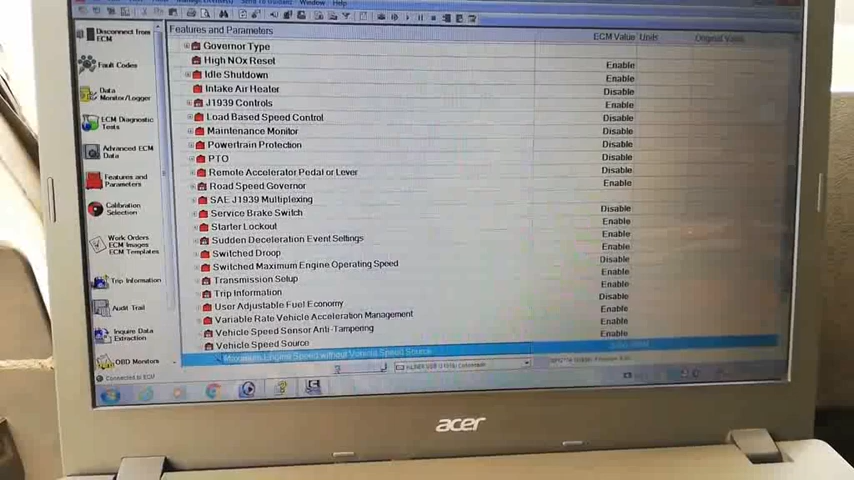 Window Help
Disconnect from
ECM
Fault Codes
Data
Monitor/Logger
ECM Diagnostic
Tests
Advanced ECM
Data
Features and
Parameters
Calibration
Selection
Work Orders
ECM Images
ECM Templates
Trip Information
Audit Trail
Inquire Data
Extraction
OBD Monitors
Connected to ECM
Features and Parameters ECM Value Units Original Value
Governor Type
High NOx Reset Enable
Idle Shutdown Enable
Intake Air Heater Disable
J1939 Controls Enable
Load Based Speed Control Disable
Maintenance Monitor Disable
Powertrain Protection Disable
PTO Disable
Remote Accelerator Pedal or Lever Disable
Road Speed Governor Enable
SAE J1939 Multiplexing
Service Brake Switch Disable
Starter Lockout Enable
Sudden Deceleration Event Settings Enable
Switched Droop Enable
Switched Maximum Engine Operating Speed Disable
Transmission Setup Enable
Trip Information Enable
User Adjustable Fuel Economy Disable
Variable Rate Vehicle Acceleration Management Enable
Vehicle Speed Sensor Anti-Tampering Enable
Vehicle Speed Source Enable
Maximum Engine Speed without Vehicle Speed Source
acer